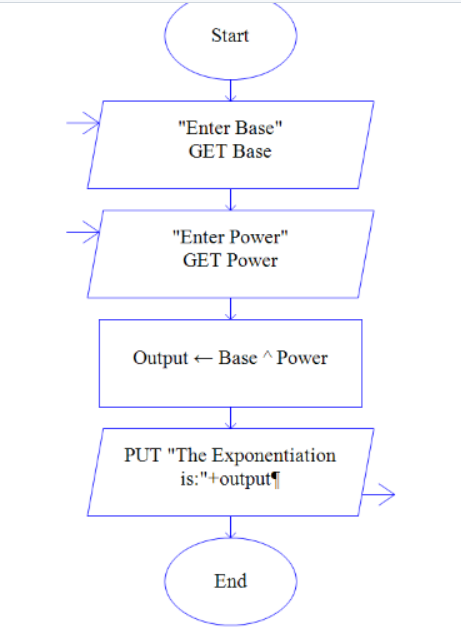 Start
"Enter Base"
GET Base
"Enter Power"
GET Power
Output ← Base ^ Power
PUT "The Exponentiation
is:"+output¶
End